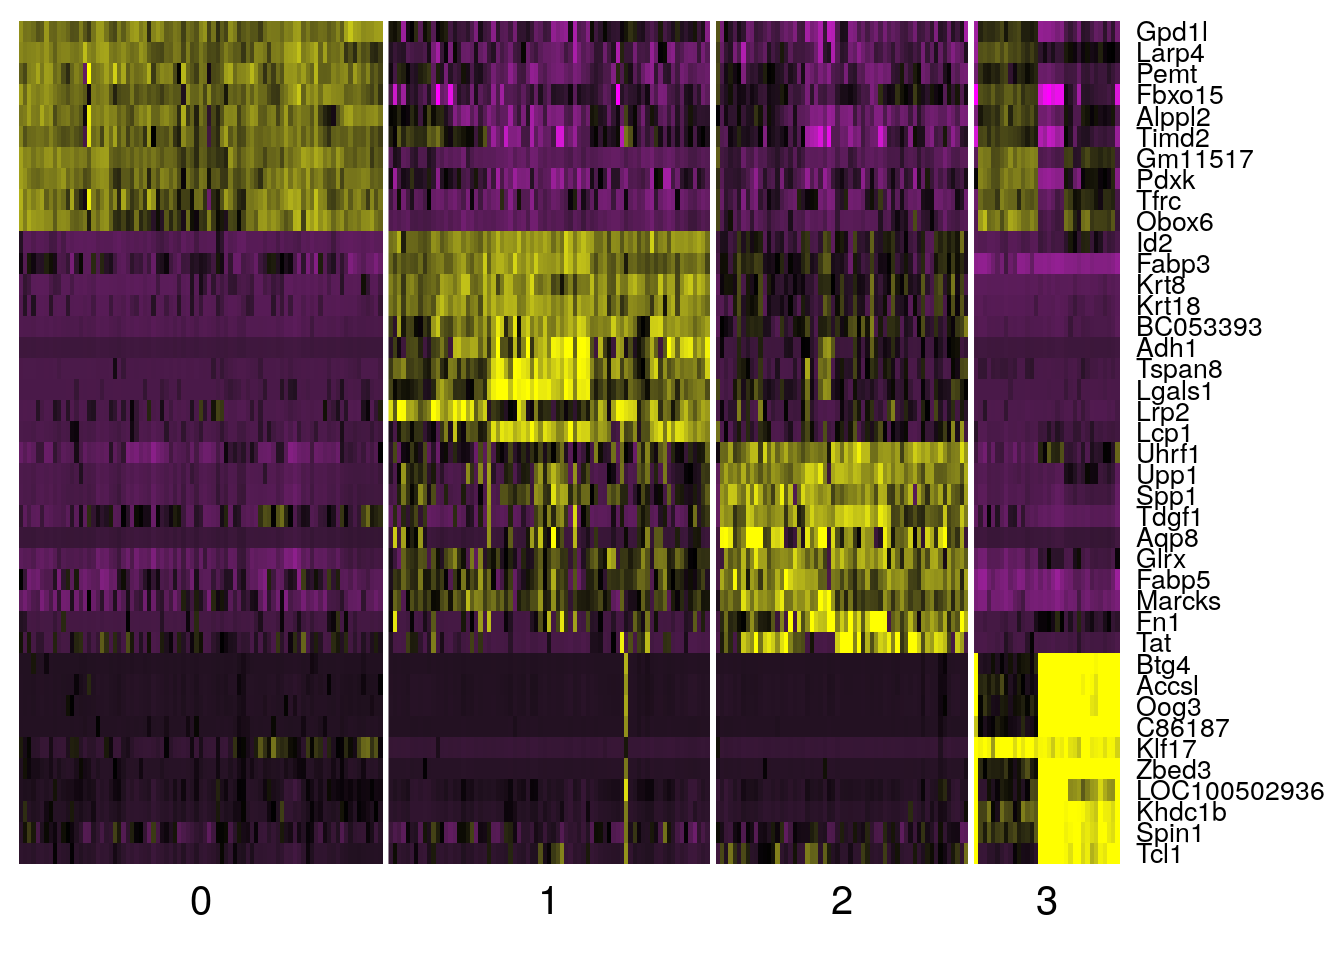 Gpd1l
Larp4
Pemt
Fbxo15
Alppl2
Timd2
Gm11517
Pdxk
Tfrc
Obox6
Id2
Fabp3
Krt8
Krt18
BC053393
Adh1
Tspan8
Lgals1
Lrp2
Lcp1
Uhrf1
Upp1
Spp1
Tdgf1
Aqp8
Glrx
Fabp5
Marcks
Fn1
Tat
Btg4
Accsl
Oog3
C86187
Klf17
Zbed3
LOC100502936
Khdc1b
Spin1
Tcl1
0 1 2 3